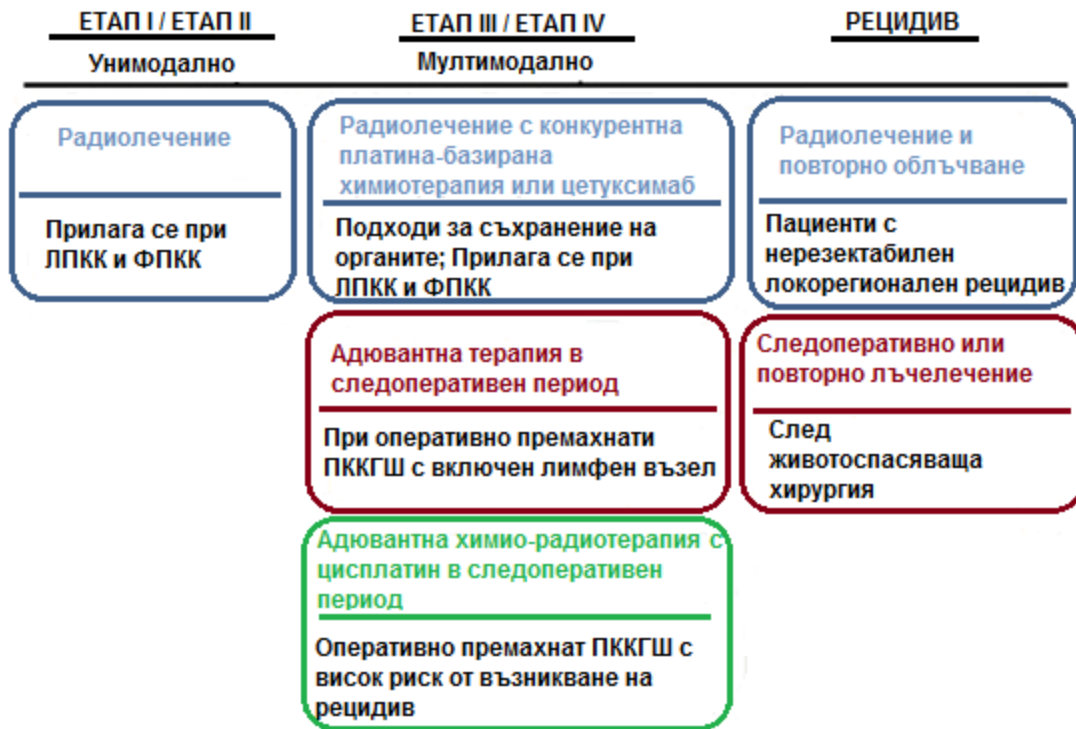 ЕТАП I / ЕТАП II
Унимодално
ЕТАП III / ЕТАП IV
Мултимодално
РЕЦИДИВ
Радиолечение
Прилага се при
ЛПКК и ФПКК
Радиолечение с конкурентна
платина-базирана
химиотерапия или цетуксимаб
Подходи за съхранение на
органите; Прилага се при
ЛПКК и ФПКК
Радиолечение и
повторно облъчване
Пациенти с
нерезектабилен
локорегионален рецидив
Адювантна терапия в
следоперативен период
При оперативно премахнати
ПККГШ с включен лимфен възел
Следоперативно или
повторно лъчелечение
След
животоспасяваща
хирургия
Адювантна химио-радиотерапия с
цисплатин в следоперативен
период
Оперативно премахнат ПККГШ с
висок риск от възникване на
рецидив